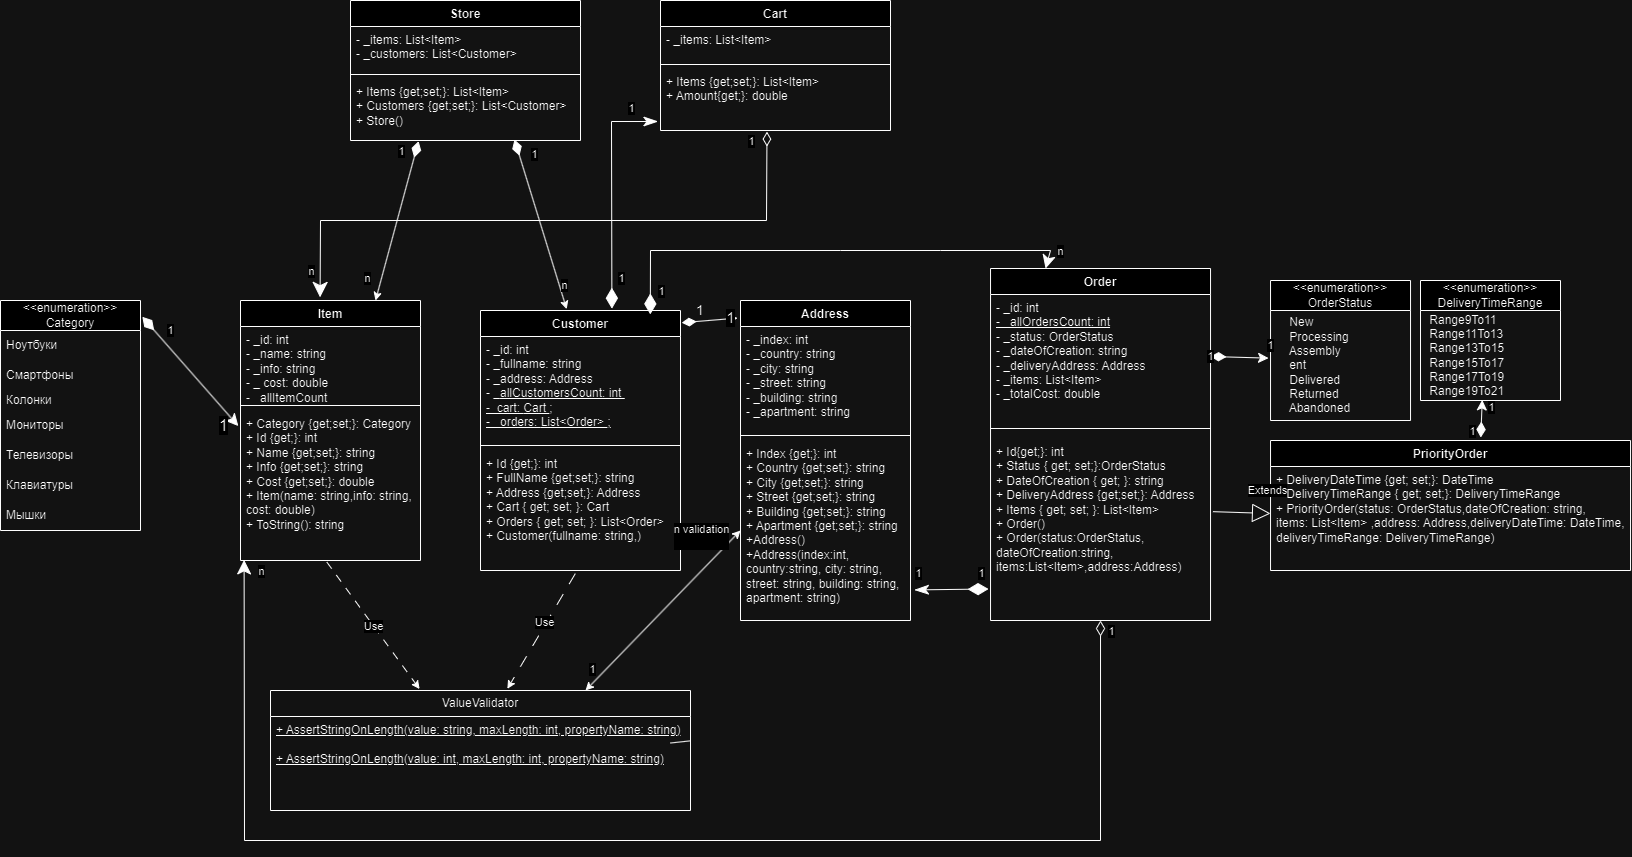 Store
- _items: List<Item>
- _customers: List<Customer>
+ Items {get;set;}: List<Item>
+ Customers {get;set;}: List<Customer>
+ Store()
1
1
n
n
Cart
- _items: List<Item>
+ Items {get;set;}: List<Item>
+ Amount{get;}: double
1
1
n
1
1
n
<<enumeration>>
Category
Ноутбуки
Смартфоны
Колонки
Мониторы
Телевизоры
Клавиатуры
Мышки
1
1
Item
- _id: int
- _name: string
- _info: string
- _ cost: double
- _allItemCount
+ Category {get;set;}: Category
+ Id {get;}: int
+ Name {get;set;}: string
+ Info {get;set;}: string
+ Cost {get;set;}: double
+ Item(name: string,info: string,
cost: double)
+ ToString(): string
n
Use
Customer
- _id: int
- _fullname: string
- _address: Address
- _allCustomersCount: int
- _cart: Cart ;
- _orders: List<Order> ;
+ Id {get;}: int
+ FullName {get;set;}: string
+ Address {get;set;}: Address
+ Cart { get; set; }: Cart
+ Orders { get; set; }: List<Order>
+ Customer(fullname: string,)
Use
1
1
n validation
1
Address
- _index: int
- _country: string
- _city: string
- _street: string
- _building: string
- _apartment: string
+ Index {get;}: int
+ Country {get;set;}: string
+ City {get;set;}: string
+ Street {get;set;}: string
+ Building {get;set;}: string
+ Apartment {get;set;}: string
+Address()
+Address(index:int,
country:string, city: string,
street: string, building: string,
apartment: string)
1
1
Order
- _id: int
- _allOrdersCount: int
- _status: OrderStatus
- _dateOfCreation: string
- _deliveryAddress: Address
- _items: List<Item>
- _totalCost: double
+ Id{get;}: int
+ Status { get; set;}:OrderStatus
+ DateOfCreation { get; }: string
+ DeliveryAddress {get;set;}: Address
+ Items { get; set; }: List<Item>
+ Order()
+ Order(status:OrderStatus,
dateOfCreation:string,
items:List<Item>,address:Address)
1
1
1
<<enumeration>>
OrderStatus
New
Processing
Assembly
ent
Delivered
Returned
Abandoned
<<enumeration>>
DeliveryTimeRange
Range9To11
Range11To13
Range13To15
Range15To17
Range17To19
Range19To21
1
1
PriorityOrder
+ DeliveryDateTime {get; set;}: DateTime
Extends
DeliveryTimeRange { get; set;}: DeliveryTimeRange
+ PriorityOrder(status: OrderStatus,dateOfCreation: string,
items: List<Item> ,address: Address,deliveryDateTime: DateTime,
deliveryTimeRange: DeliveryTimeRange)
ValueValidator
+ AssertStringOnLength(value: string, maxLength: int, propertyName: string)
+ AssertStringOnLength(value: int, maxLength: int, propertyName: string)